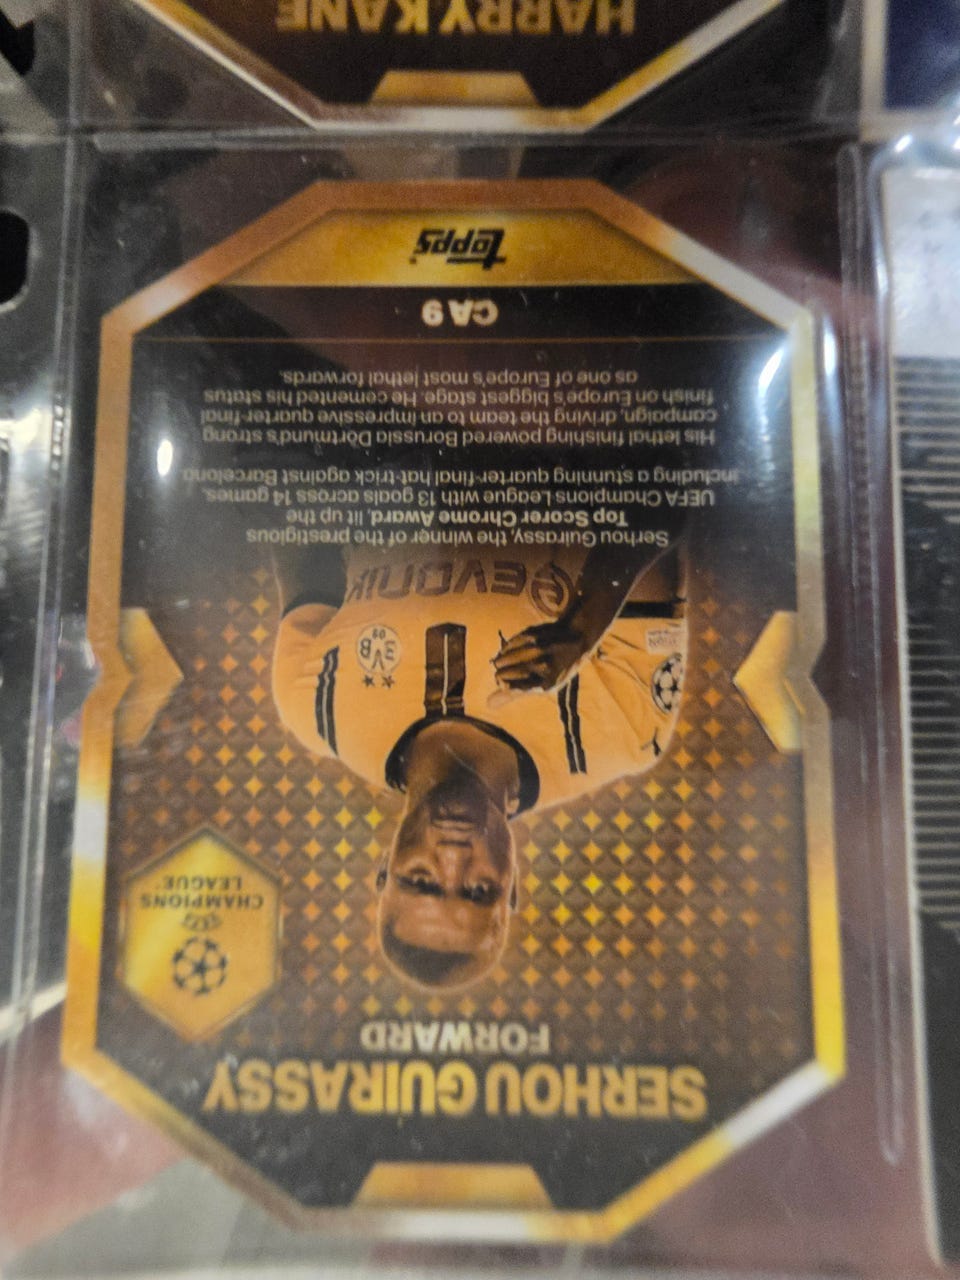 SERHOU GUIRASSY
FORWARD
CHAMPIONS
LEAGUE
EVONIK
BVB
09
Serhou Guirassy, the winner of the prestigious
Top Scorer Chrome Award, lit up the
UEFA Champions League with 13 goals across 14 games,
including a stunning quarter-final hat-trick against Barcelona
His lethal finishing powered Borussia Dortmund's strong
campaign, driving the team to an impressive quarter-final
finish on Europe's biggest stage. He cemented his status
as one of Europe's most lethal forwards.
CA9
Topps
HARRY KANE